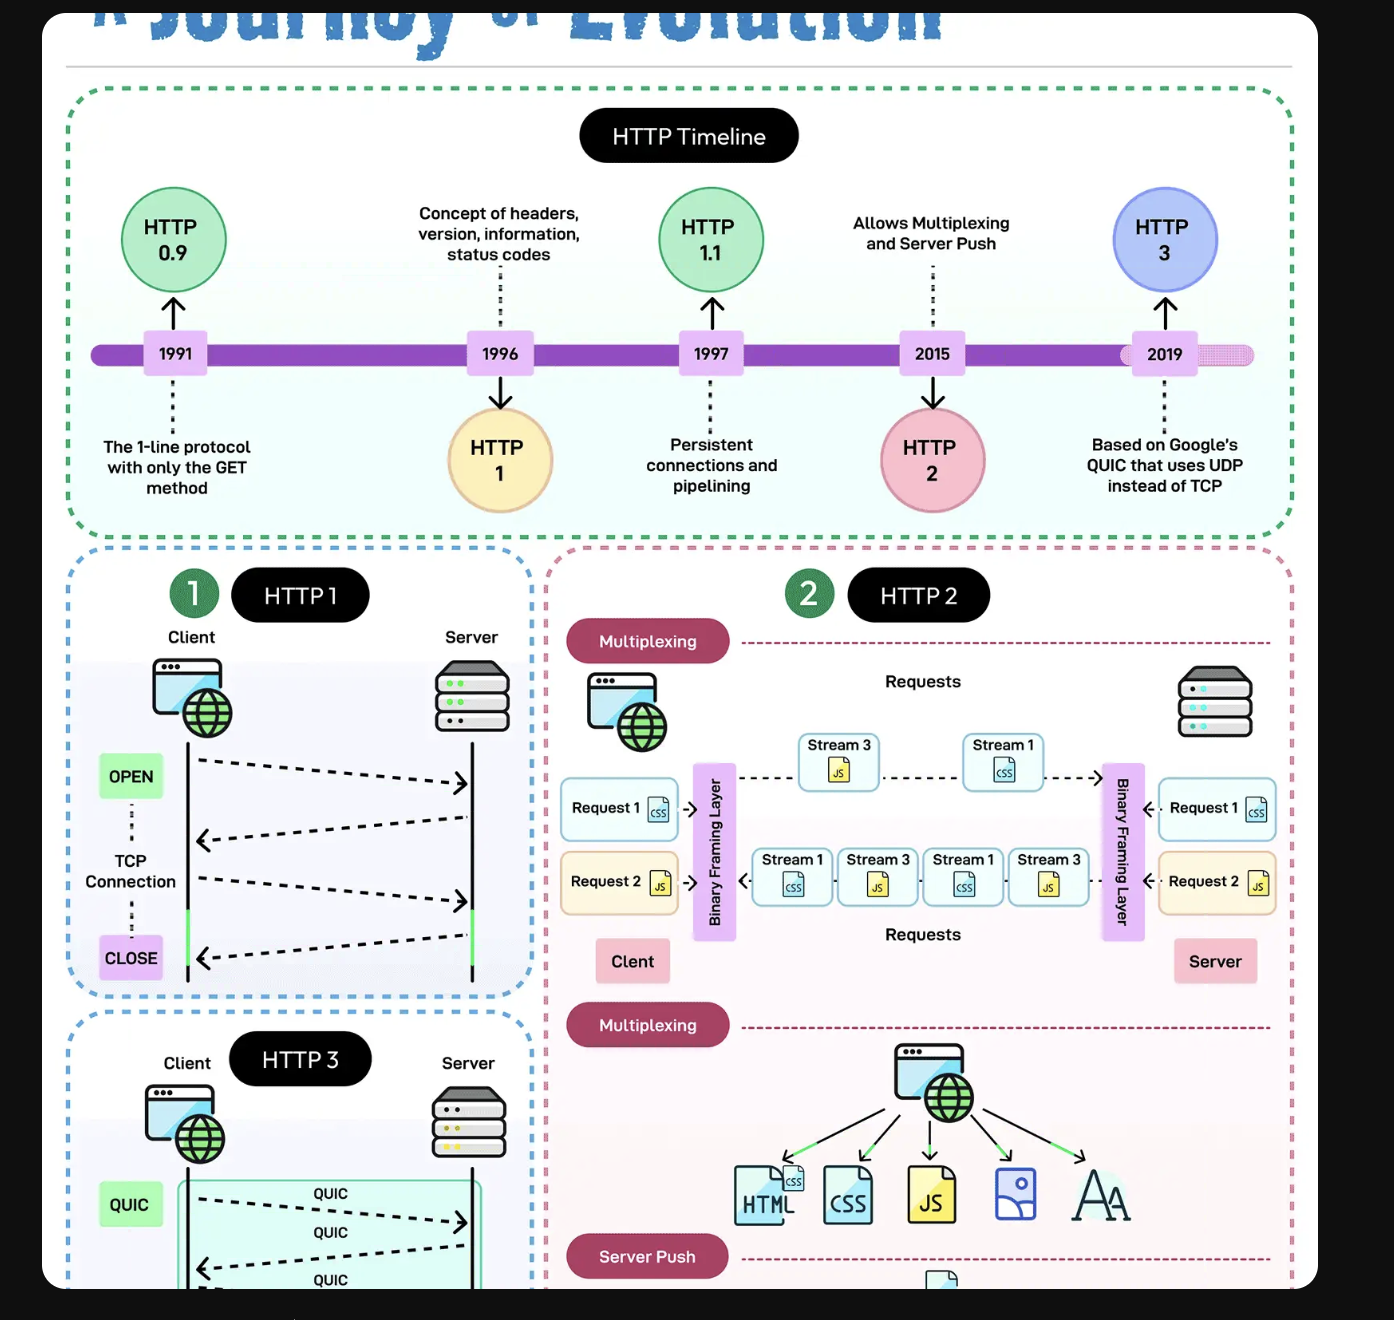 A Journey of Evolution
HTTP Timeline
HTTP
0.9
Concept of headers,
version, information,
status codes
HTTP
1.1
Allows Multiplexing
and Server Push
HTTP
3
1991
1996
1997
2015
2019
The 1-line protocol
with only the GET
method
HTTP
1
Persistent
connections and
pipelining
HTTP
2
Based on Google's
QUIC that uses UDP
instead of TCP
1
HTTP 1
Client
Server
OPEN
TCP
Connection
CLOSE
2
HTTP 2
Multiplexing
Requests
Stream 3
JS
Stream 1
CSS
Request 1
CSS
Request 2
JS
Binary Framing Layer
Stream 1
CSS
Stream 3
JS
Stream 1
CSS
Stream 3
JS
Binary Framing Layer
Request 1
CSS
Request 2
JS
Requests
Clent
Server
HTTP 3
Client
Server
QUIC
QUIC
QUIC
QUIC
Multiplexing
HTML
CSS
CSS
JS
AA
Server Push